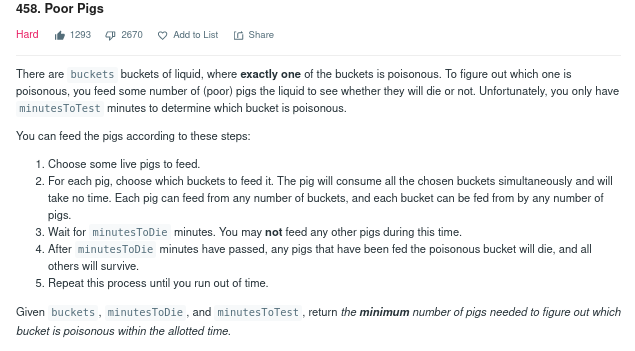 458. Poor Pigs
Hard 1293 2670 Add to List Share
There are buckets buckets of liquid, where exactly one of the buckets is poisonous. To figure out which one is
poisonous, you feed some number of (poor) pigs the liquid to see whether they will die or not. Unfortunately, you only have
minutesToTest minutes to determine which bucket is poisonous.
You can feed the pigs according to these steps:
1. Choose some live pigs to feed.
2. For each pig, choose which buckets to feed it. The pig will consume all the chosen buckets simultaneously and will
take no time. Each pig can feed from any number of buckets, and each bucket can be fed from by any number of
pigs.
3. Wait for minutesToDie minutes. You may not feed any other pigs during this time.
4. After minutesToDie minutes have passed, any pigs that have been fed the poisonous bucket will die, and all
others will survive.
5. Repeat this process until you run out of time.
Given buckets , minutesToDie , and minutesToTest , return the minimum number of pigs needed to figure out which
bucket is poisonous within the allotted time.